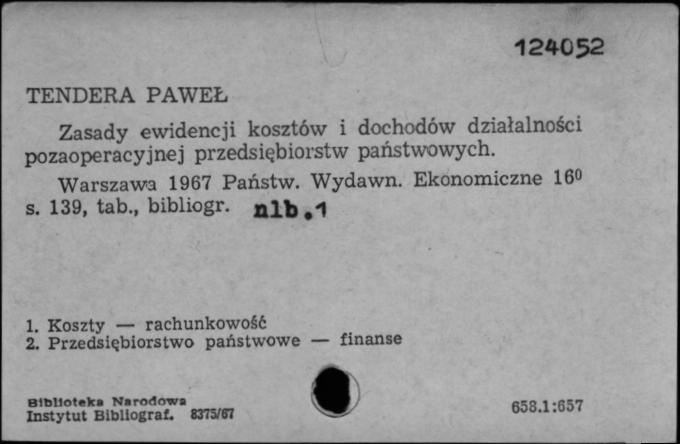 124052
TENDERA PAWEŁ
Zasady ewidencji kosztów i dochodów działalności
pozaoperacyjnej przedsiębiorstw państwowych.
Warszawa 1967 Państw. Wydawn. Ekonomiczne 16⁰
s. 139, tab., bibliogr. nlb.1
1. Koszty — rachunkowość
2. Przedsiębiorstwo państwowe — finanse
Biblioteka Narodowa
Instytut Bibliograf. 8375/67
658.1:657